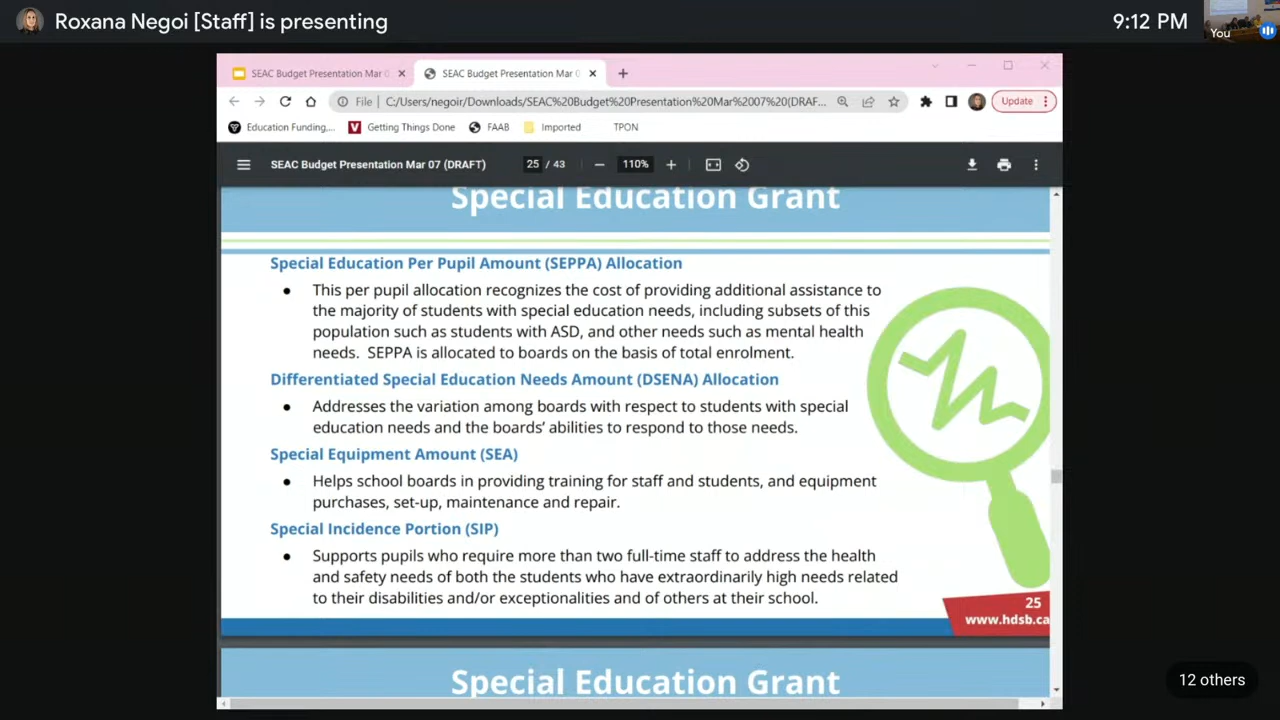 Roxana Negoi [Staff] is presenting
9:12 PM
You
SEAC Budget Presentation Mar 0
SEAC Budget Presentation Mar 0
File
C:/Users/negoir/Downloads/SEAC%20Budget%20Presentation%20Mar%2007%20(DRAF...
Update
Education Funding,...
Getting Things Done
FAAB
Imported
TPON
SEAC Budget Presentation Mar 07 (DRAFT)
25 / 43
110%
Special Education Grant
Special Education Per Pupil Amount (SEPPA) Allocation
● This per pupil allocation recognizes the cost of providing additional assistance to
the majority of students with special education needs, including subsets of this
population such as students with ASD, and other needs such as mental health
needs. SEPPA is allocated to boards on the basis of total enrolment.
Differentiated Special Education Needs Amount (DSENA) Allocation
● Addresses the variation among boards with respect to students with special
education needs and the boards' abilities to respond to those needs.
Special Equipment Amount (SEA)
● Helps school boards in providing training for staff and students, and equipment
purchases, set-up, maintenance and repair.
Special Incidence Portion (SIP)
● Supports pupils who require more than two full-time staff to address the health
and safety needs of both the students who have extraordinarily high needs related
to their disabilities and/or exceptionalities and of others at their school.
25
www.hdsb.ca
Special Education Grant
12 others